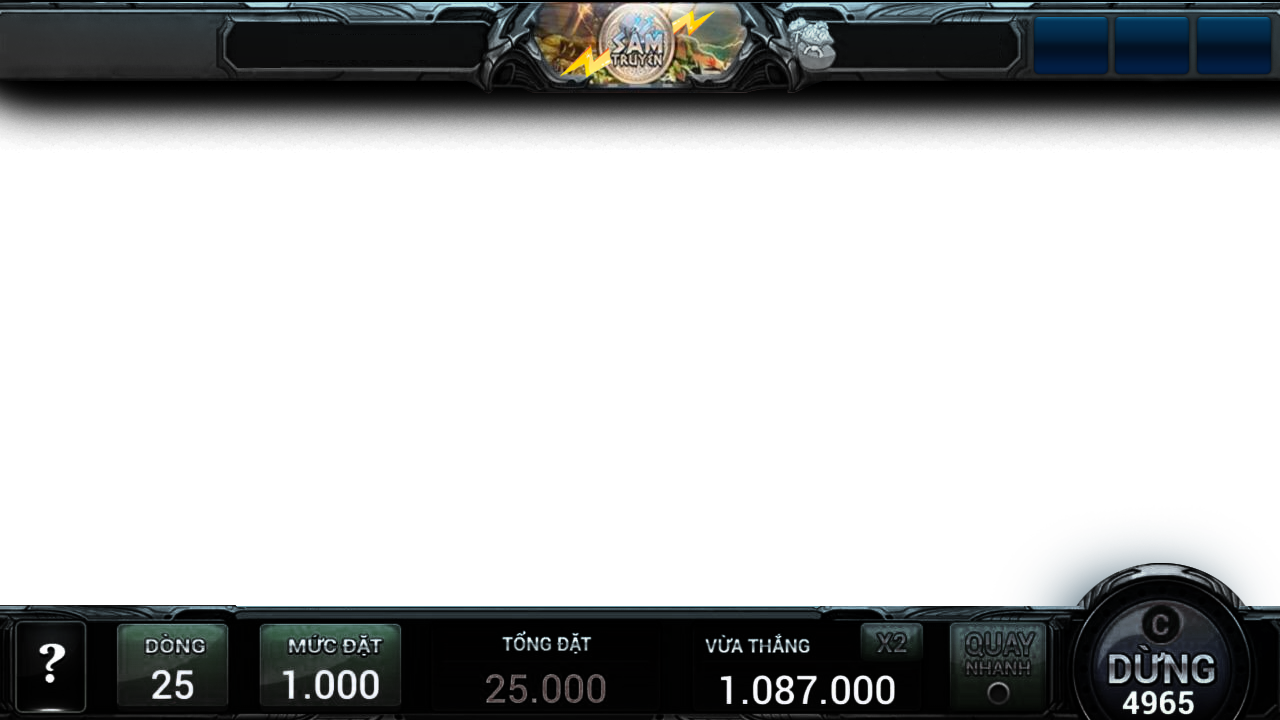 SẤM
TRUYỀN
?
DÒNG
25
MỨC ĐẶT
1.000
TỔNG ĐẶT
25.000
VỪA THẮNG
X2
1.087.000
QUAY
NHANH
C
DỪNG
4965